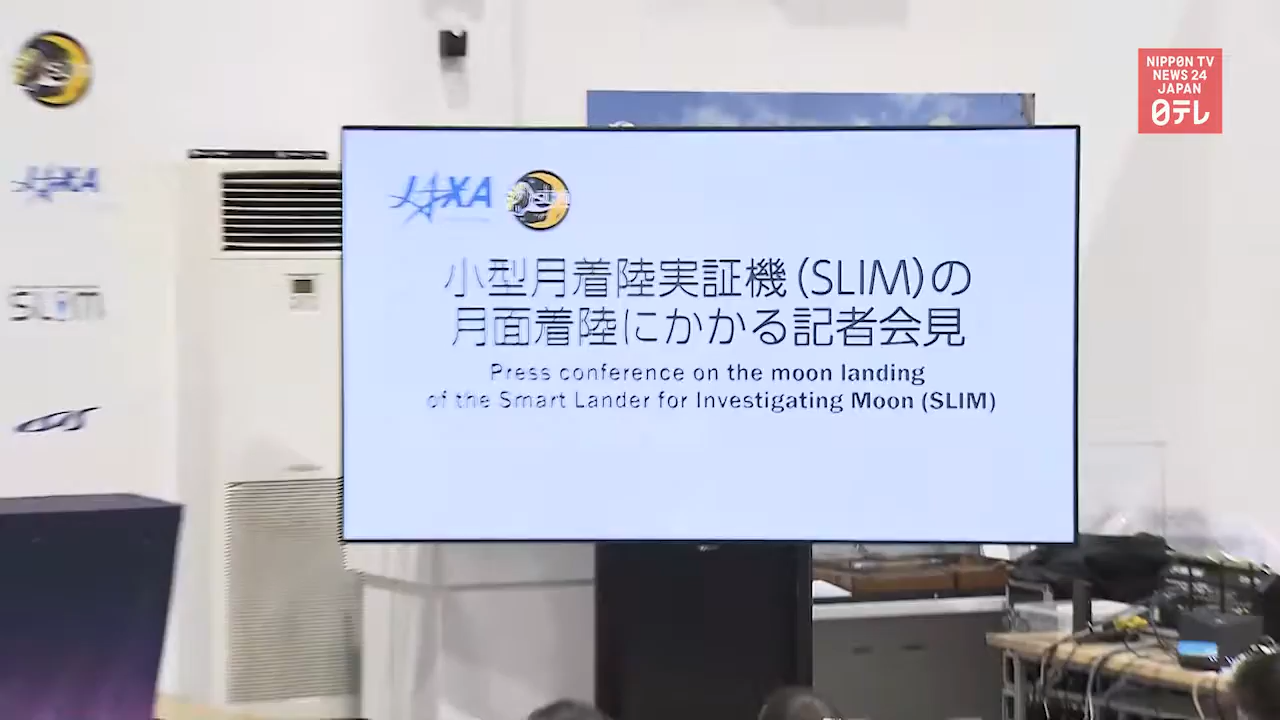 NIPPON TV
NEWS 24
JAPAN
日テレ
JAXA
SLIM
JAXA
小型月着陸実証機(SLIM)の
月面着陸にかかる記者会見
Press conference on the moon landing
of the Smart Lander for Investigating Moon (SLIM)